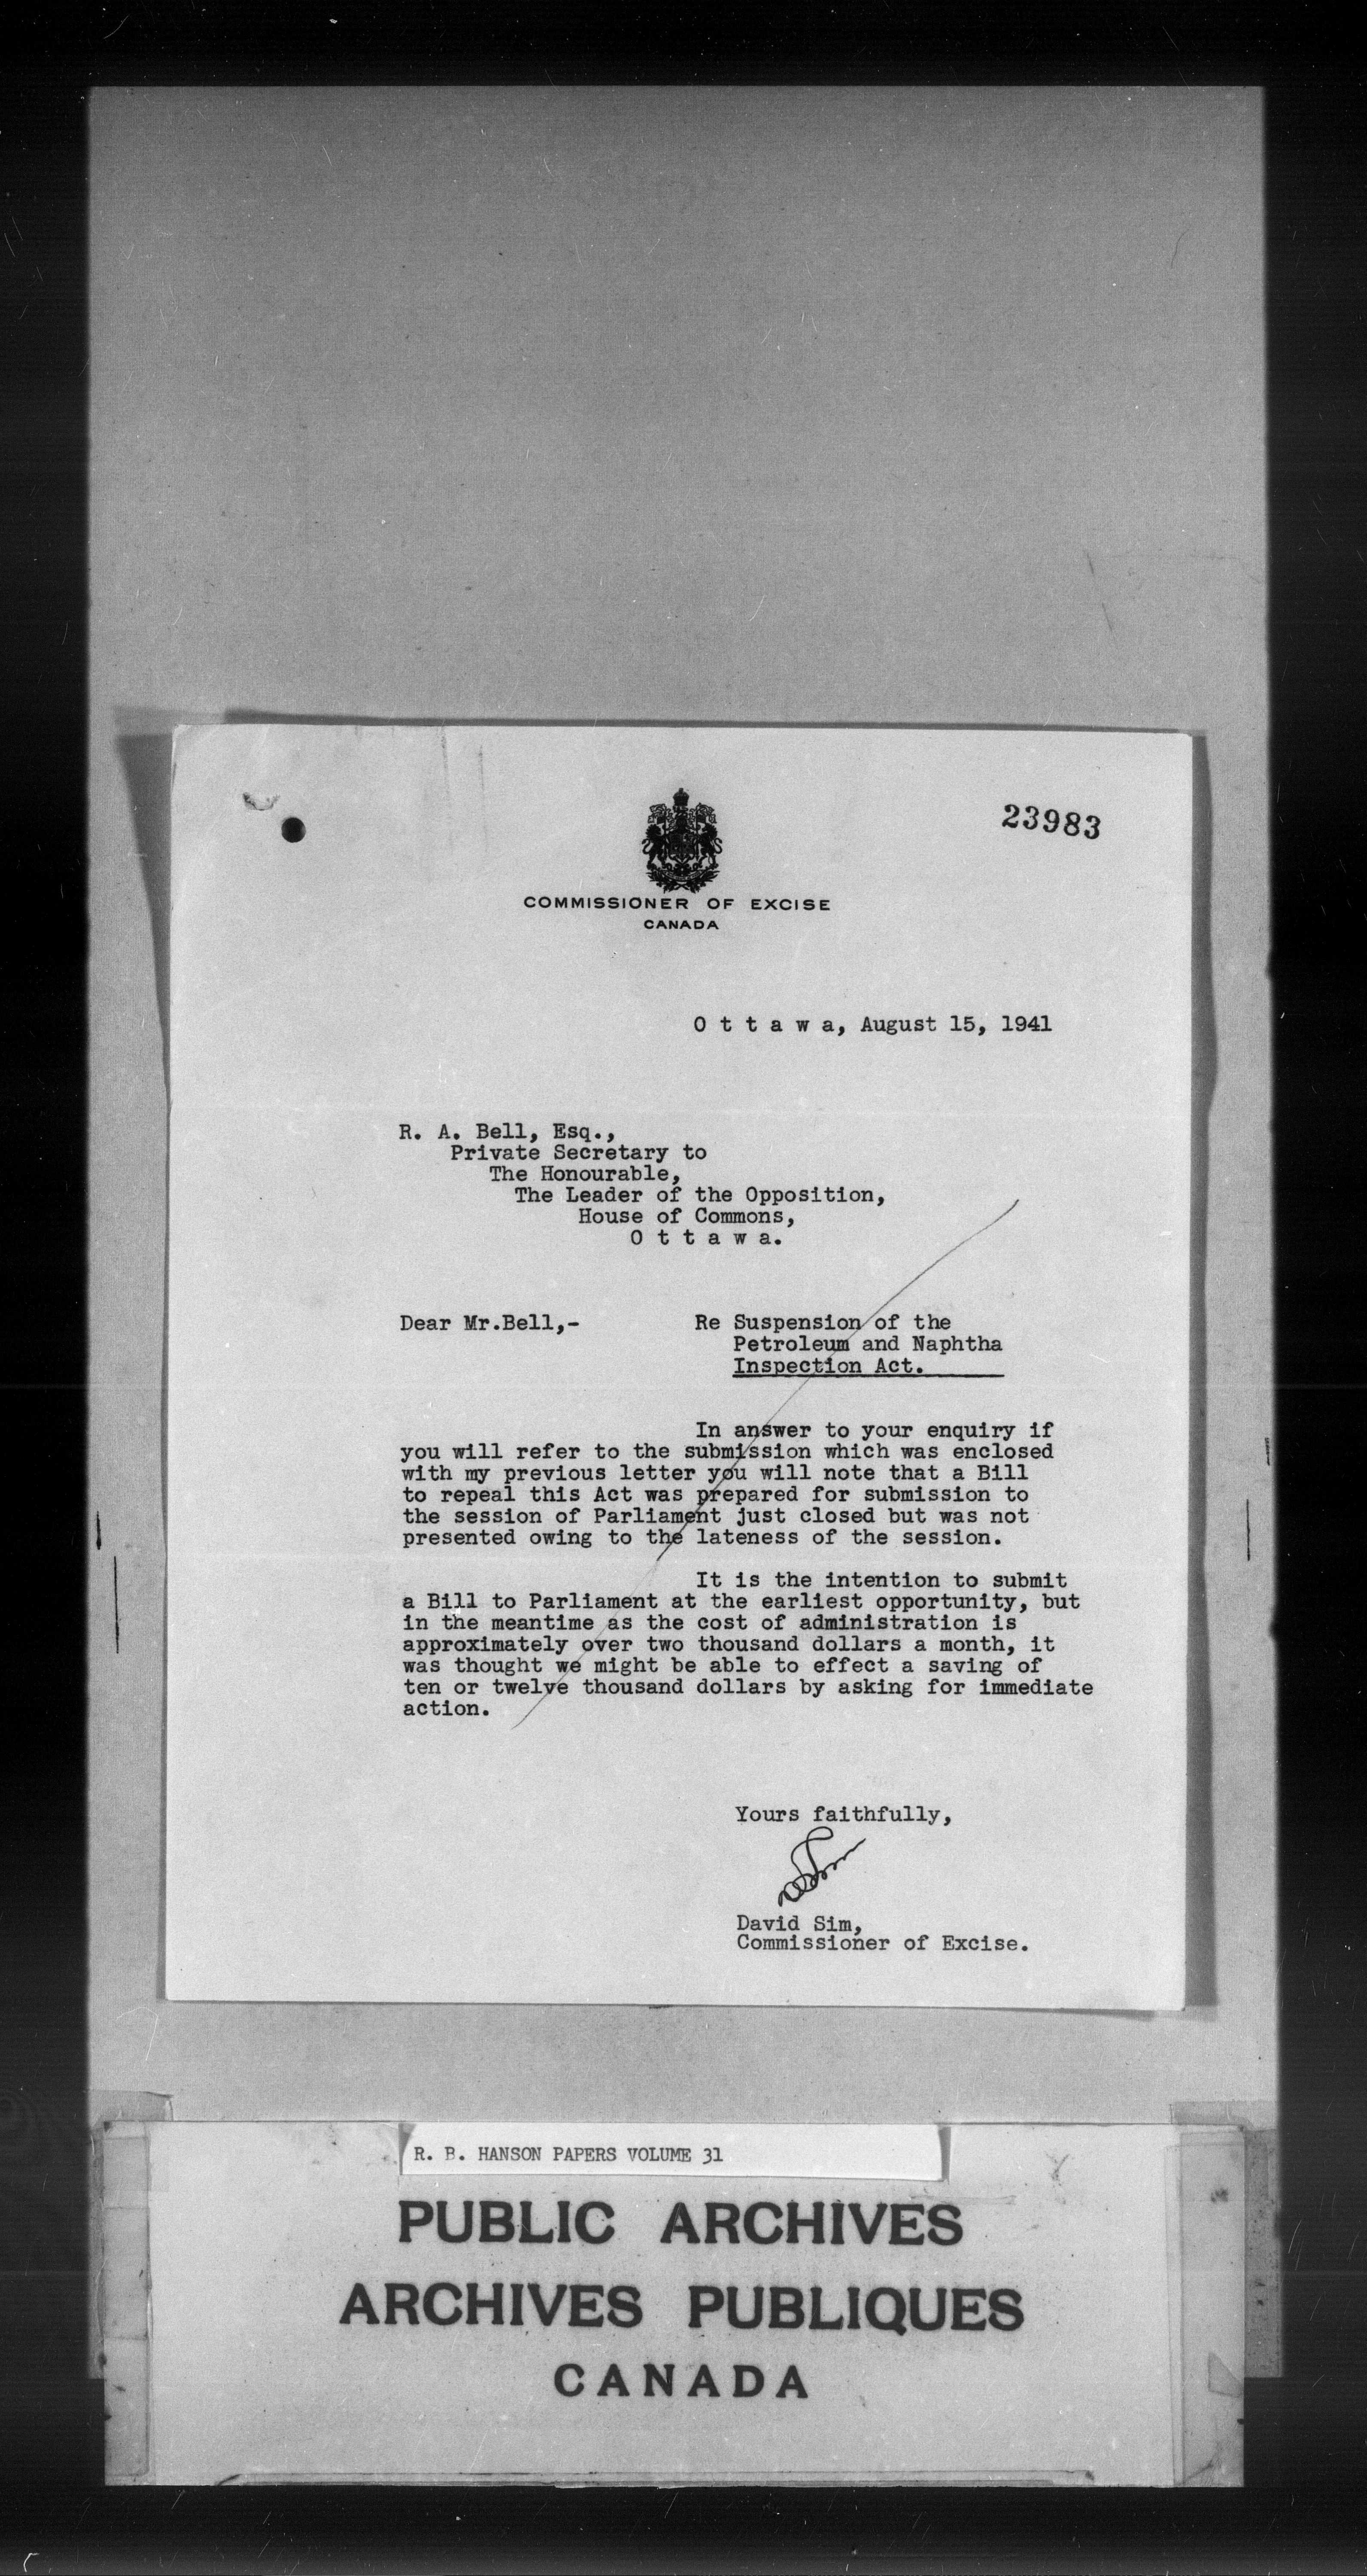 23983
COMMISSIONER OF EXCISE
CANADA
O t t a w a, August 15, 1941
R. A. Bell, Esq.,
Private Secretary to
The Honourable,
The Leader of the Opposition,
House of Commons,
O t t a w a.
Dear Mr.Bell,- Re Suspension of the
Petroleum and Naphtha
Inspection Act.
In answer to your enquiry if
you will refer to the submission which was enclosed
with my previous letter you will note that a Bill
to repeal this Act was prepared for submission to
the session of Parliament just closed but was not
presented owing to the lateness of the session.
It is the intention to submit
a Bill to Parliament at the earliest opportunity, but
in the meantime as the cost of administration is
approximately over two thousand dollars a month, it
was thought we might be able to effect a saving of
ten or twelve thousand dollars by asking for immediate
action.
Yours faithfully,
David Sim,
Commissioner of Excise.
R. B. HANSON PAPERS VOLUME 31
PUBLIC ARCHIVES
ARCHIVES PUBLIQUES
CANADA